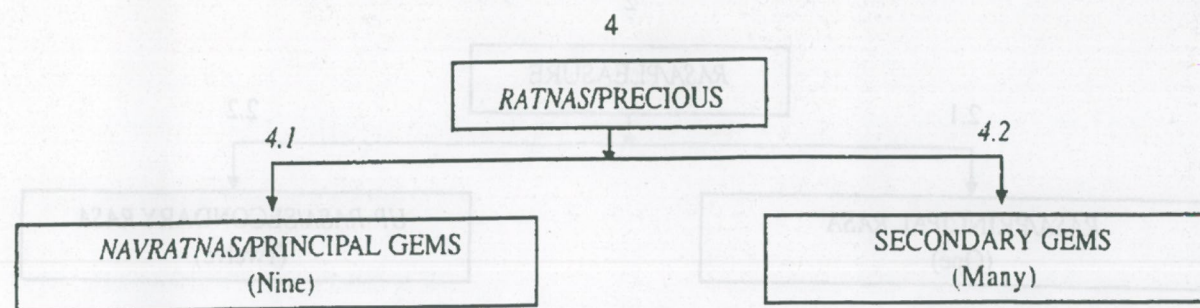 4
RATNAS/PRECIOUS
4.1
4.2
NAVRATNAS/PRINCIPAL GEMS
(Nine)
SECONDARY GEMS
(Many)